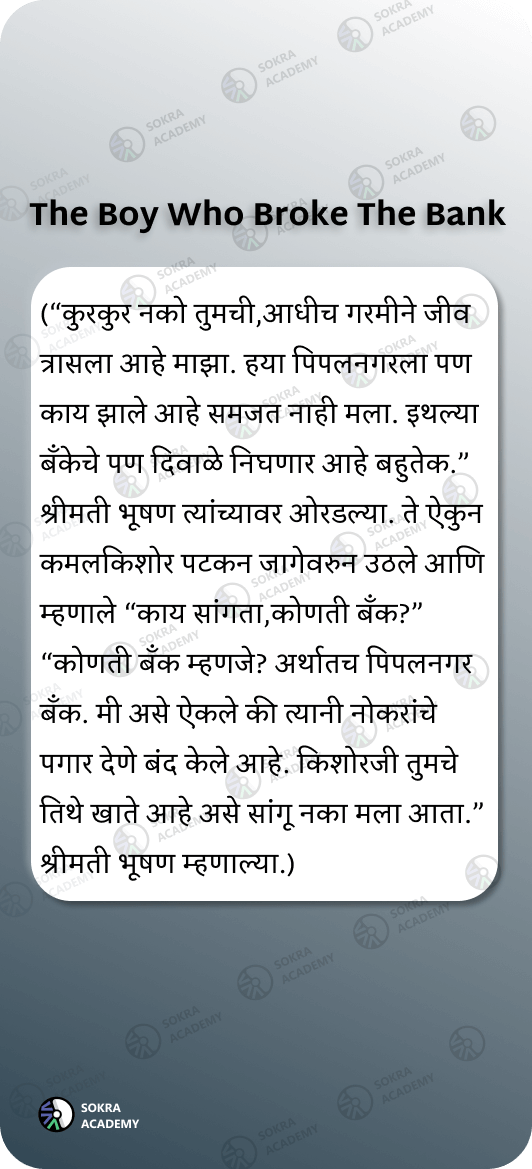 The Boy Who Broke The Bank
(“कुरकुर नको तुमची,आधीच गरमीने जीव
त्रासला आहे माझा. हया पिपलनगरला पण
काय झाले आहे समजत नाही मला. इथल्या
बँकेचे पण दिवाळे निघणार आहे बहुतेक.”
श्रीमती भूषण त्यांच्यावर ओरडल्या. ते ऐकुन
कमलकिशोर पटकन जागेवरुन उठले आणि
म्हणाले “काय सांगता,कोणती बँक?”
“कोणती बँक म्हणजे? अर्थातच पिपलनगर
बँक. मी असे ऐकले की त्यानी नोकरांचे
पगार देणे बंद केले आहे. किशोरजी तुमचे
तिथे खाते आहे असे सांगू नका मला आता.”
श्रीमती भूषण म्हणाल्या.)
SOKRA
ACADEMY